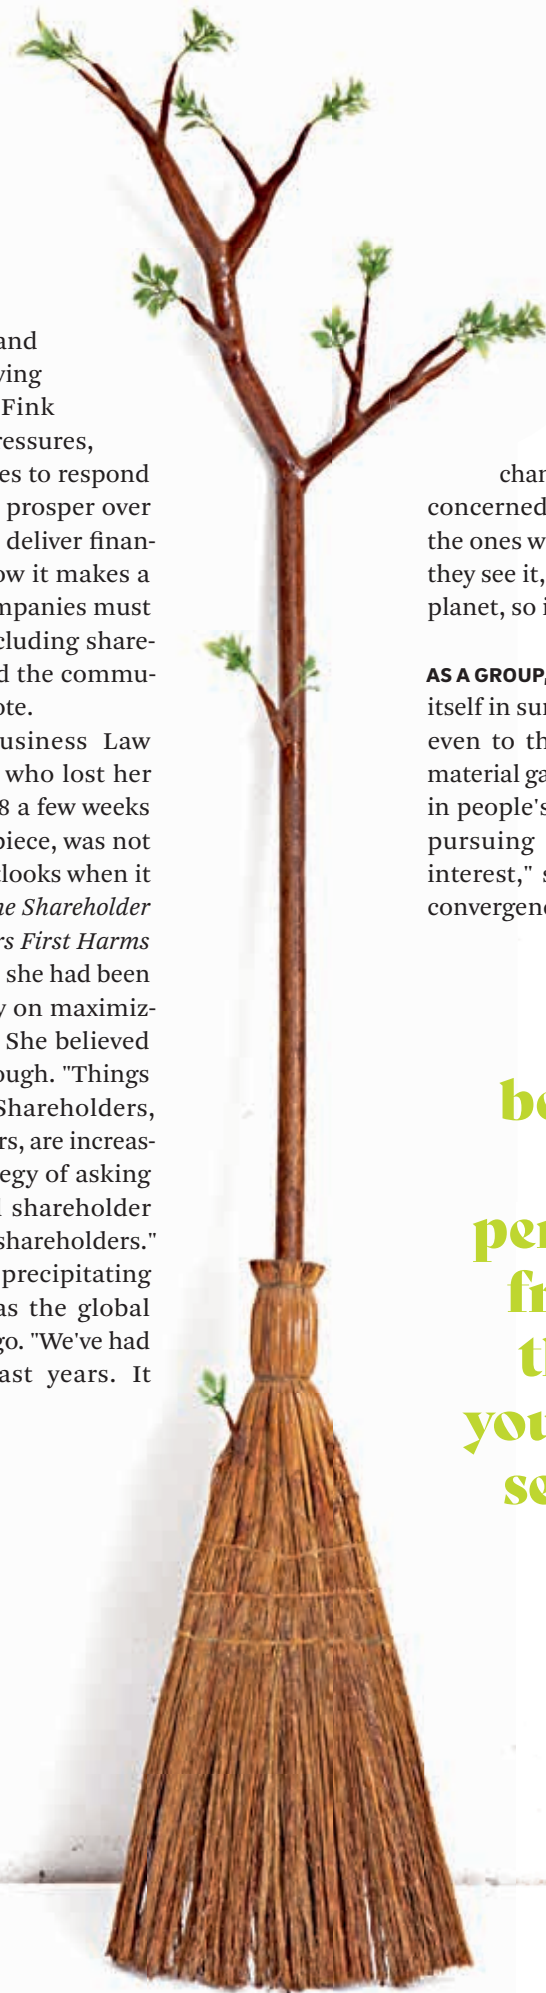 and
ving
Fink
ressures,
es to respond
prosper over
deliver finan-
ow it makes a
mpanies must
cluding share-
d the commu-
ote.
usiness Law
who lost her
8 a few weeks
piece, was not
tlooks when it
he Shareholder
rs First Harms
she had been
y on maximiz-
She believed
ough. "Things
Shareholders,
rs, are increas-
egy of asking
l shareholder
shareholders."
precipitating
as the global
go. "We've had
ast years. It
char
concerned
the ones w
they see it,
planet, so i
AS A GROUP,
itself in sur
even to th
material ga
in people's
pursuing
interest," s
convergenc
be
per
fr
th
you
se